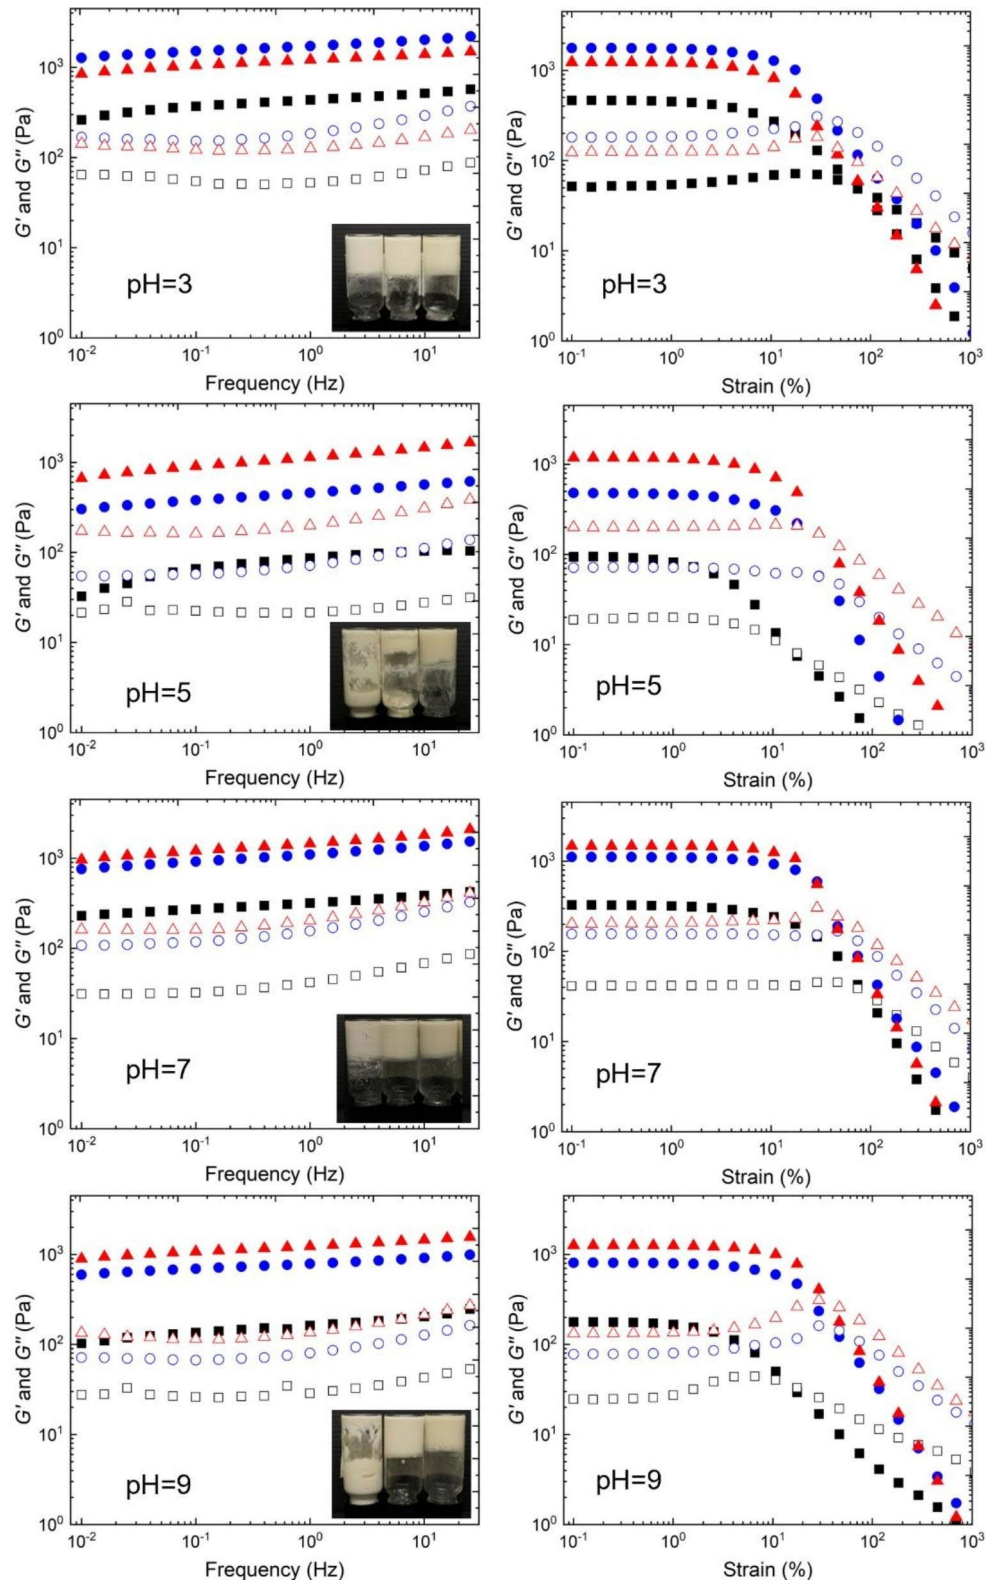 G′ and G″ (Pa)
10³
10²
10¹
10⁰
pH=3
10⁻² 10⁻¹ 10⁰ 10¹
Frequency (Hz)
G′ and G″ (Pa)
10³
10²
10¹
10⁰
pH=3
10⁻¹ 10⁰ 10¹ 10² 10³
Strain (%)
G′ and G″ (Pa)
10³
10²
10¹
10⁰
pH=5
10⁻² 10⁻¹ 10⁰ 10¹
Frequency (Hz)
G′ and G″ (Pa)
10³
10²
10¹
10⁰
pH=5
10⁻¹ 10⁰ 10¹ 10² 10³
Strain (%)
G′ and G″ (Pa)
10³
10²
10¹
10⁰
pH=7
10⁻² 10⁻¹ 10⁰ 10¹
Frequency (Hz)
G′ and G″ (Pa)
10³
10²
10¹
10⁰
pH=7
10⁻¹ 10⁰ 10¹ 10² 10³
Strain (%)
G′ and G″ (Pa)
10³
10²
10¹
10⁰
pH=9
10⁻² 10⁻¹ 10⁰ 10¹
Frequency (Hz)
G′ and G″ (Pa)
10³
10²
10¹
10⁰
pH=9
10⁻¹ 10⁰ 10¹ 10² 10³
Strain (%)